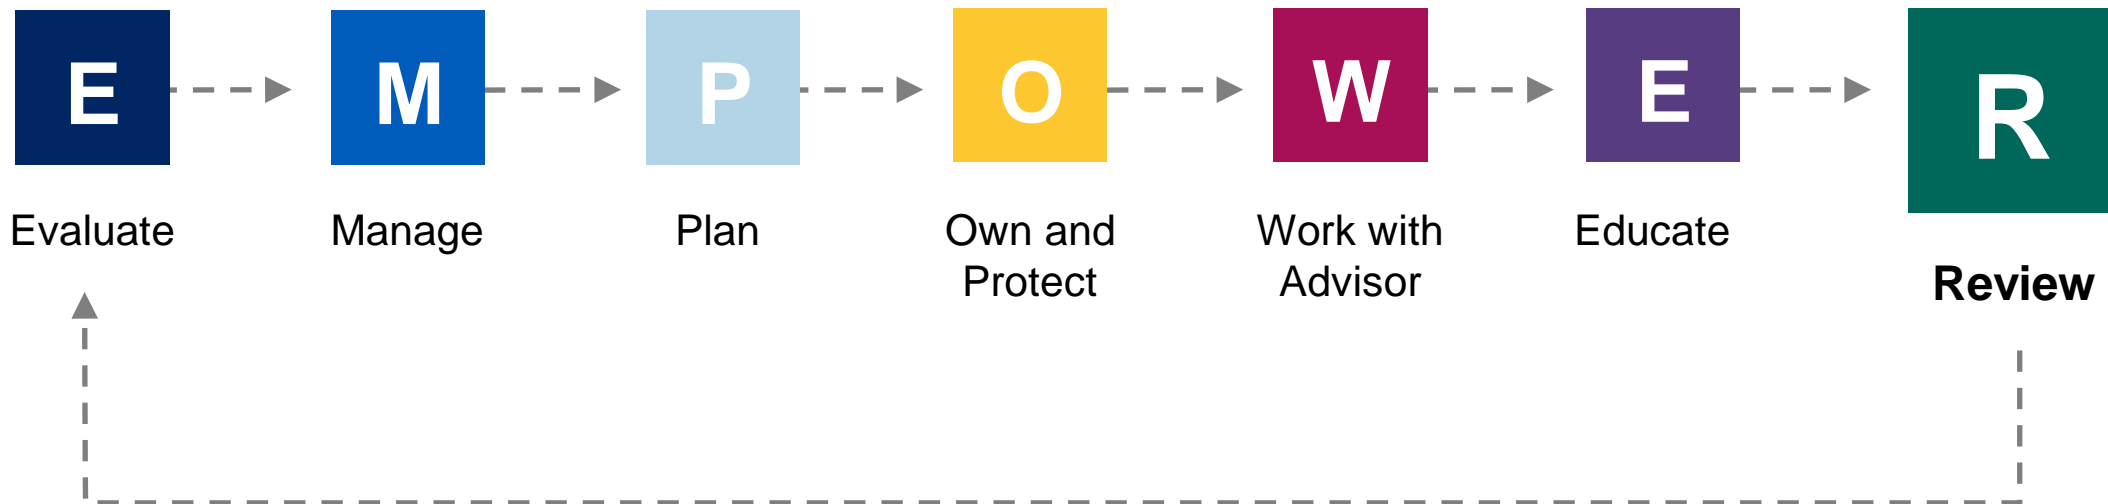 E M P O W E R
Evaluate
Manage
Plan
Own and
Protect
Work with
Advisor
Educate
Review